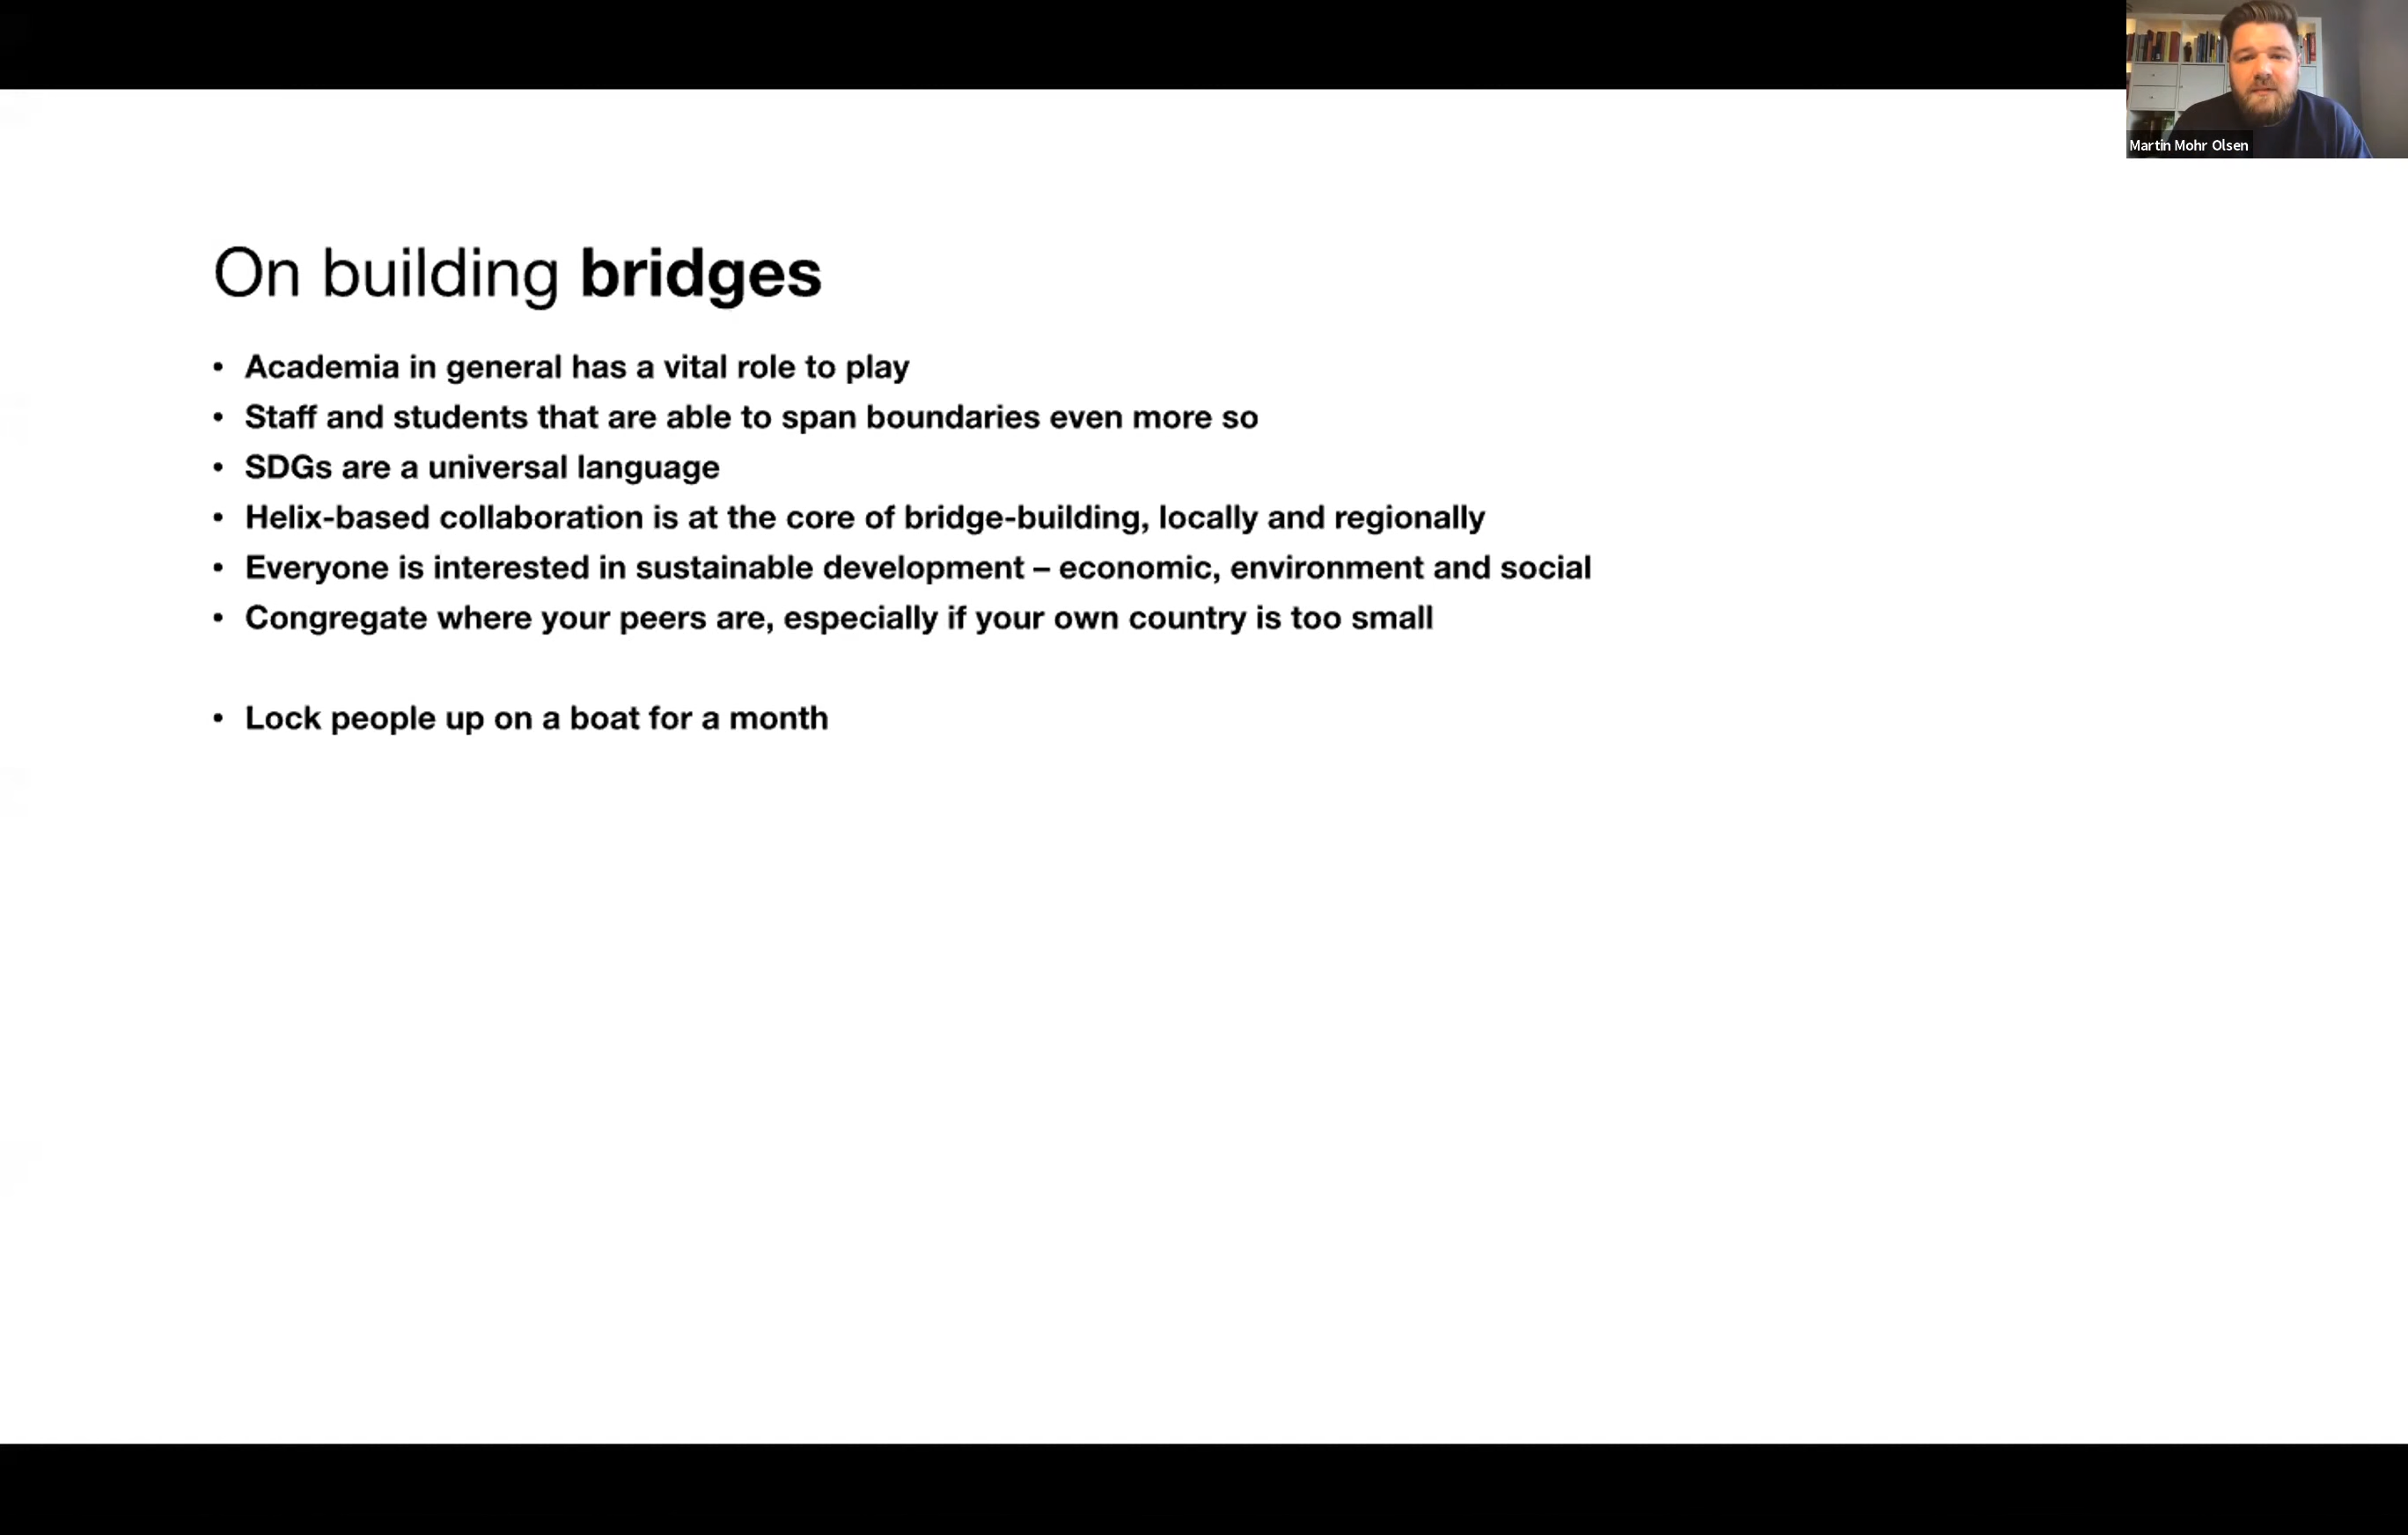 Martin Mohr Olsen
On building bridges
• Academia in general has a vital role to play
• Staff and students that are able to span boundaries even more so
• SDGs are a universal language
• Helix-based collaboration is at the core of bridge-building, locally and regionally
• Everyone is interested in sustainable development – economic, environment and social
• Congregate where your peers are, especially if your own country is too small
• Lock people up on a boat for a month